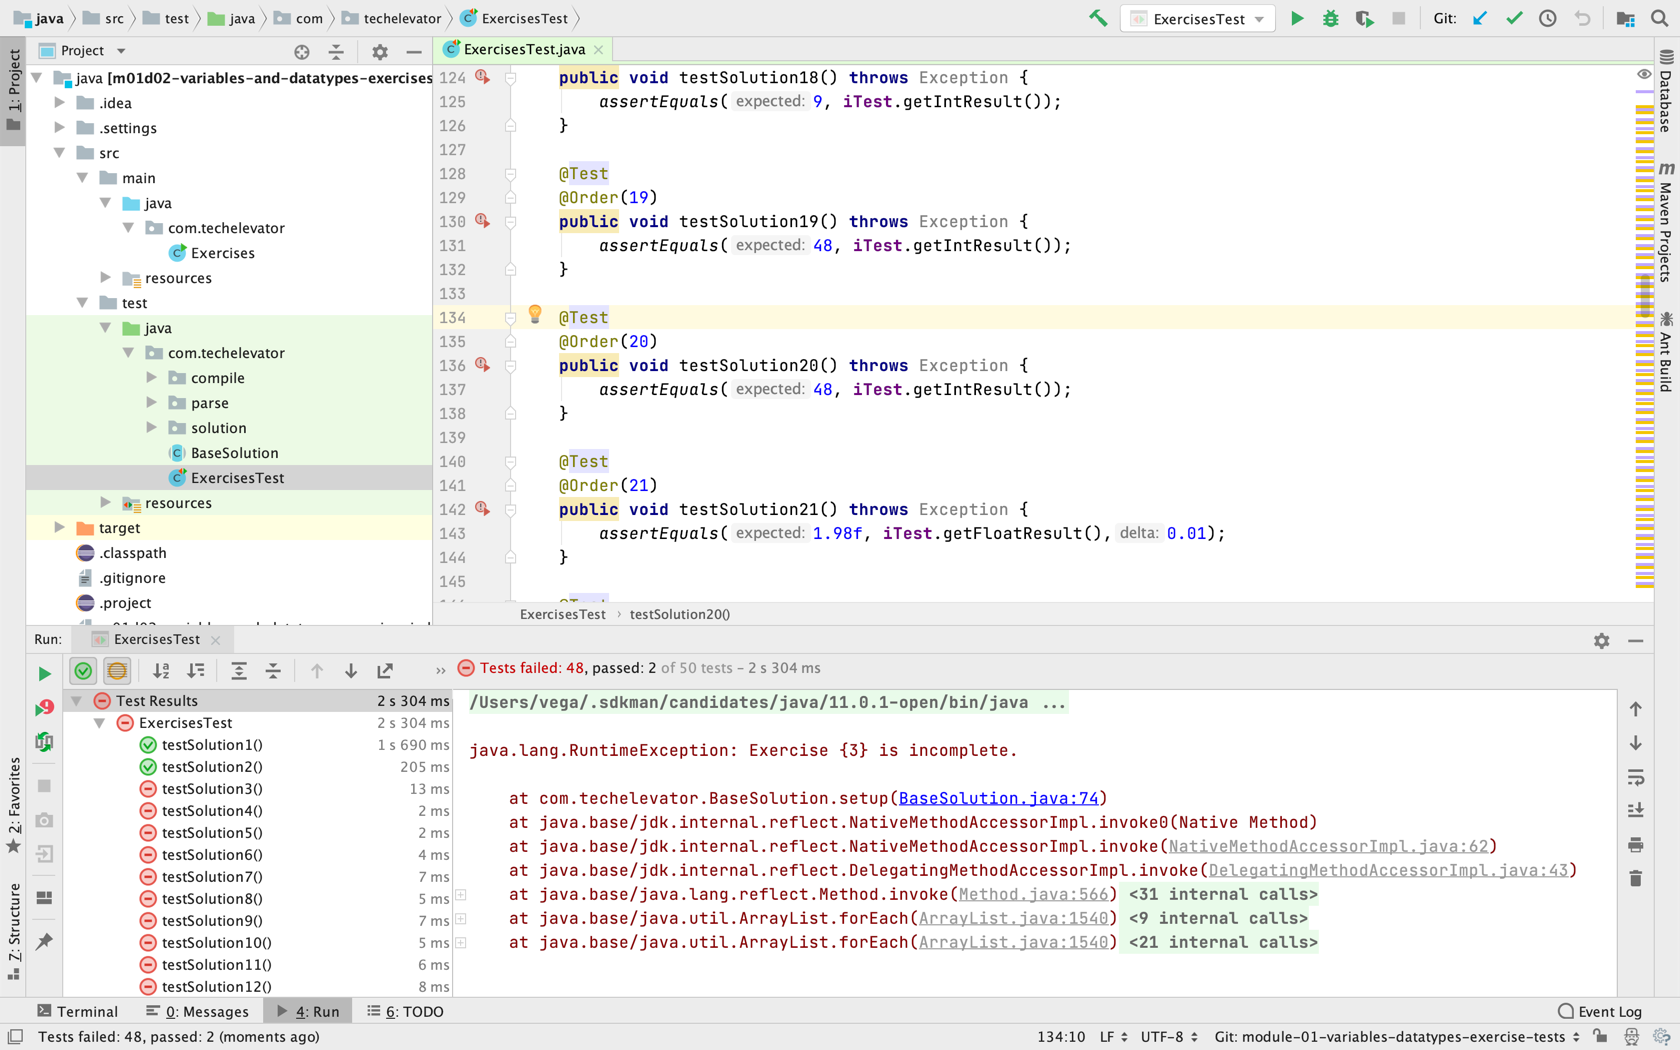 java src test java com techelevator ExercisesTest
ExercisesTest
Git:
1: Project
Project
java [m01d02-variables-and-datatypes-exercises
.idea
.settings
src
main
java
com.techelevator
Exercises
resources
test
java
com.techelevator
compile
parse
solution
BaseSolution
ExercisesTest
resources
target
.classpath
.gitignore
.project
ExercisesTest.java
124 public void testSolution18() throws Exception {
125 assertEquals( expected: 9, iTest.getIntResult());
126 }
127
128 @Test
129 @Order(19)
130 public void testSolution19() throws Exception {
131 assertEquals( expected: 48, iTest.getIntResult());
132 }
133
134 @Test
135 @Order(20)
136 public void testSolution20() throws Exception {
137 assertEquals( expected: 48, iTest.getIntResult());
138 }
139
140 @Test
141 @Order(21)
142 public void testSolution21() throws Exception {
143 assertEquals( expected: 1.98f, iTest.getFloatResult(), delta: 0.01);
144 }
145
ExercisesTest › testSolution20()
Database
m Maven Projects
Ant Build
Run: ExercisesTest
» Tests failed: 48, passed: 2 of 50 tests – 2 s 304 ms
Test Results 2 s 304 ms
ExercisesTest 2 s 304 ms
testSolution1() 1 s 690 ms
testSolution2() 205 ms
testSolution3() 13 ms
testSolution4() 2 ms
testSolution5() 2 ms
testSolution6() 4 ms
testSolution7() 7 ms
testSolution8() 5 ms
testSolution9() 7 ms
testSolution10() 5 ms
testSolution11() 6 ms
testSolution12() 8 ms
/Users/vega/.sdkman/candidates/java/11.0.1-open/bin/java ...
java.lang.RuntimeException: Exercise {3} is incomplete.
at com.techelevator.BaseSolution.setup(BaseSolution.java:74)
at java.base/jdk.internal.reflect.NativeMethodAccessorImpl.invoke0(Native Method)
at java.base/jdk.internal.reflect.NativeMethodAccessorImpl.invoke(NativeMethodAccessorImpl.java:62)
at java.base/jdk.internal.reflect.DelegatingMethodAccessorImpl.invoke(DelegatingMethodAccessorImpl.java:43)
at java.base/java.lang.reflect.Method.invoke(Method.java:566) <31 internal calls>
at java.base/java.util.ArrayList.forEach(ArrayList.java:1540) <9 internal calls>
at java.base/java.util.ArrayList.forEach(ArrayList.java:1540) <21 internal calls>
2: Favorites
7: Structure
Terminal 0: Messages 4: Run 6: TODO Event Log
Tests failed: 48, passed: 2 (moments ago) 134:10 LF UTF-8 Git: module-01-variables-datatypes-exercise-tests